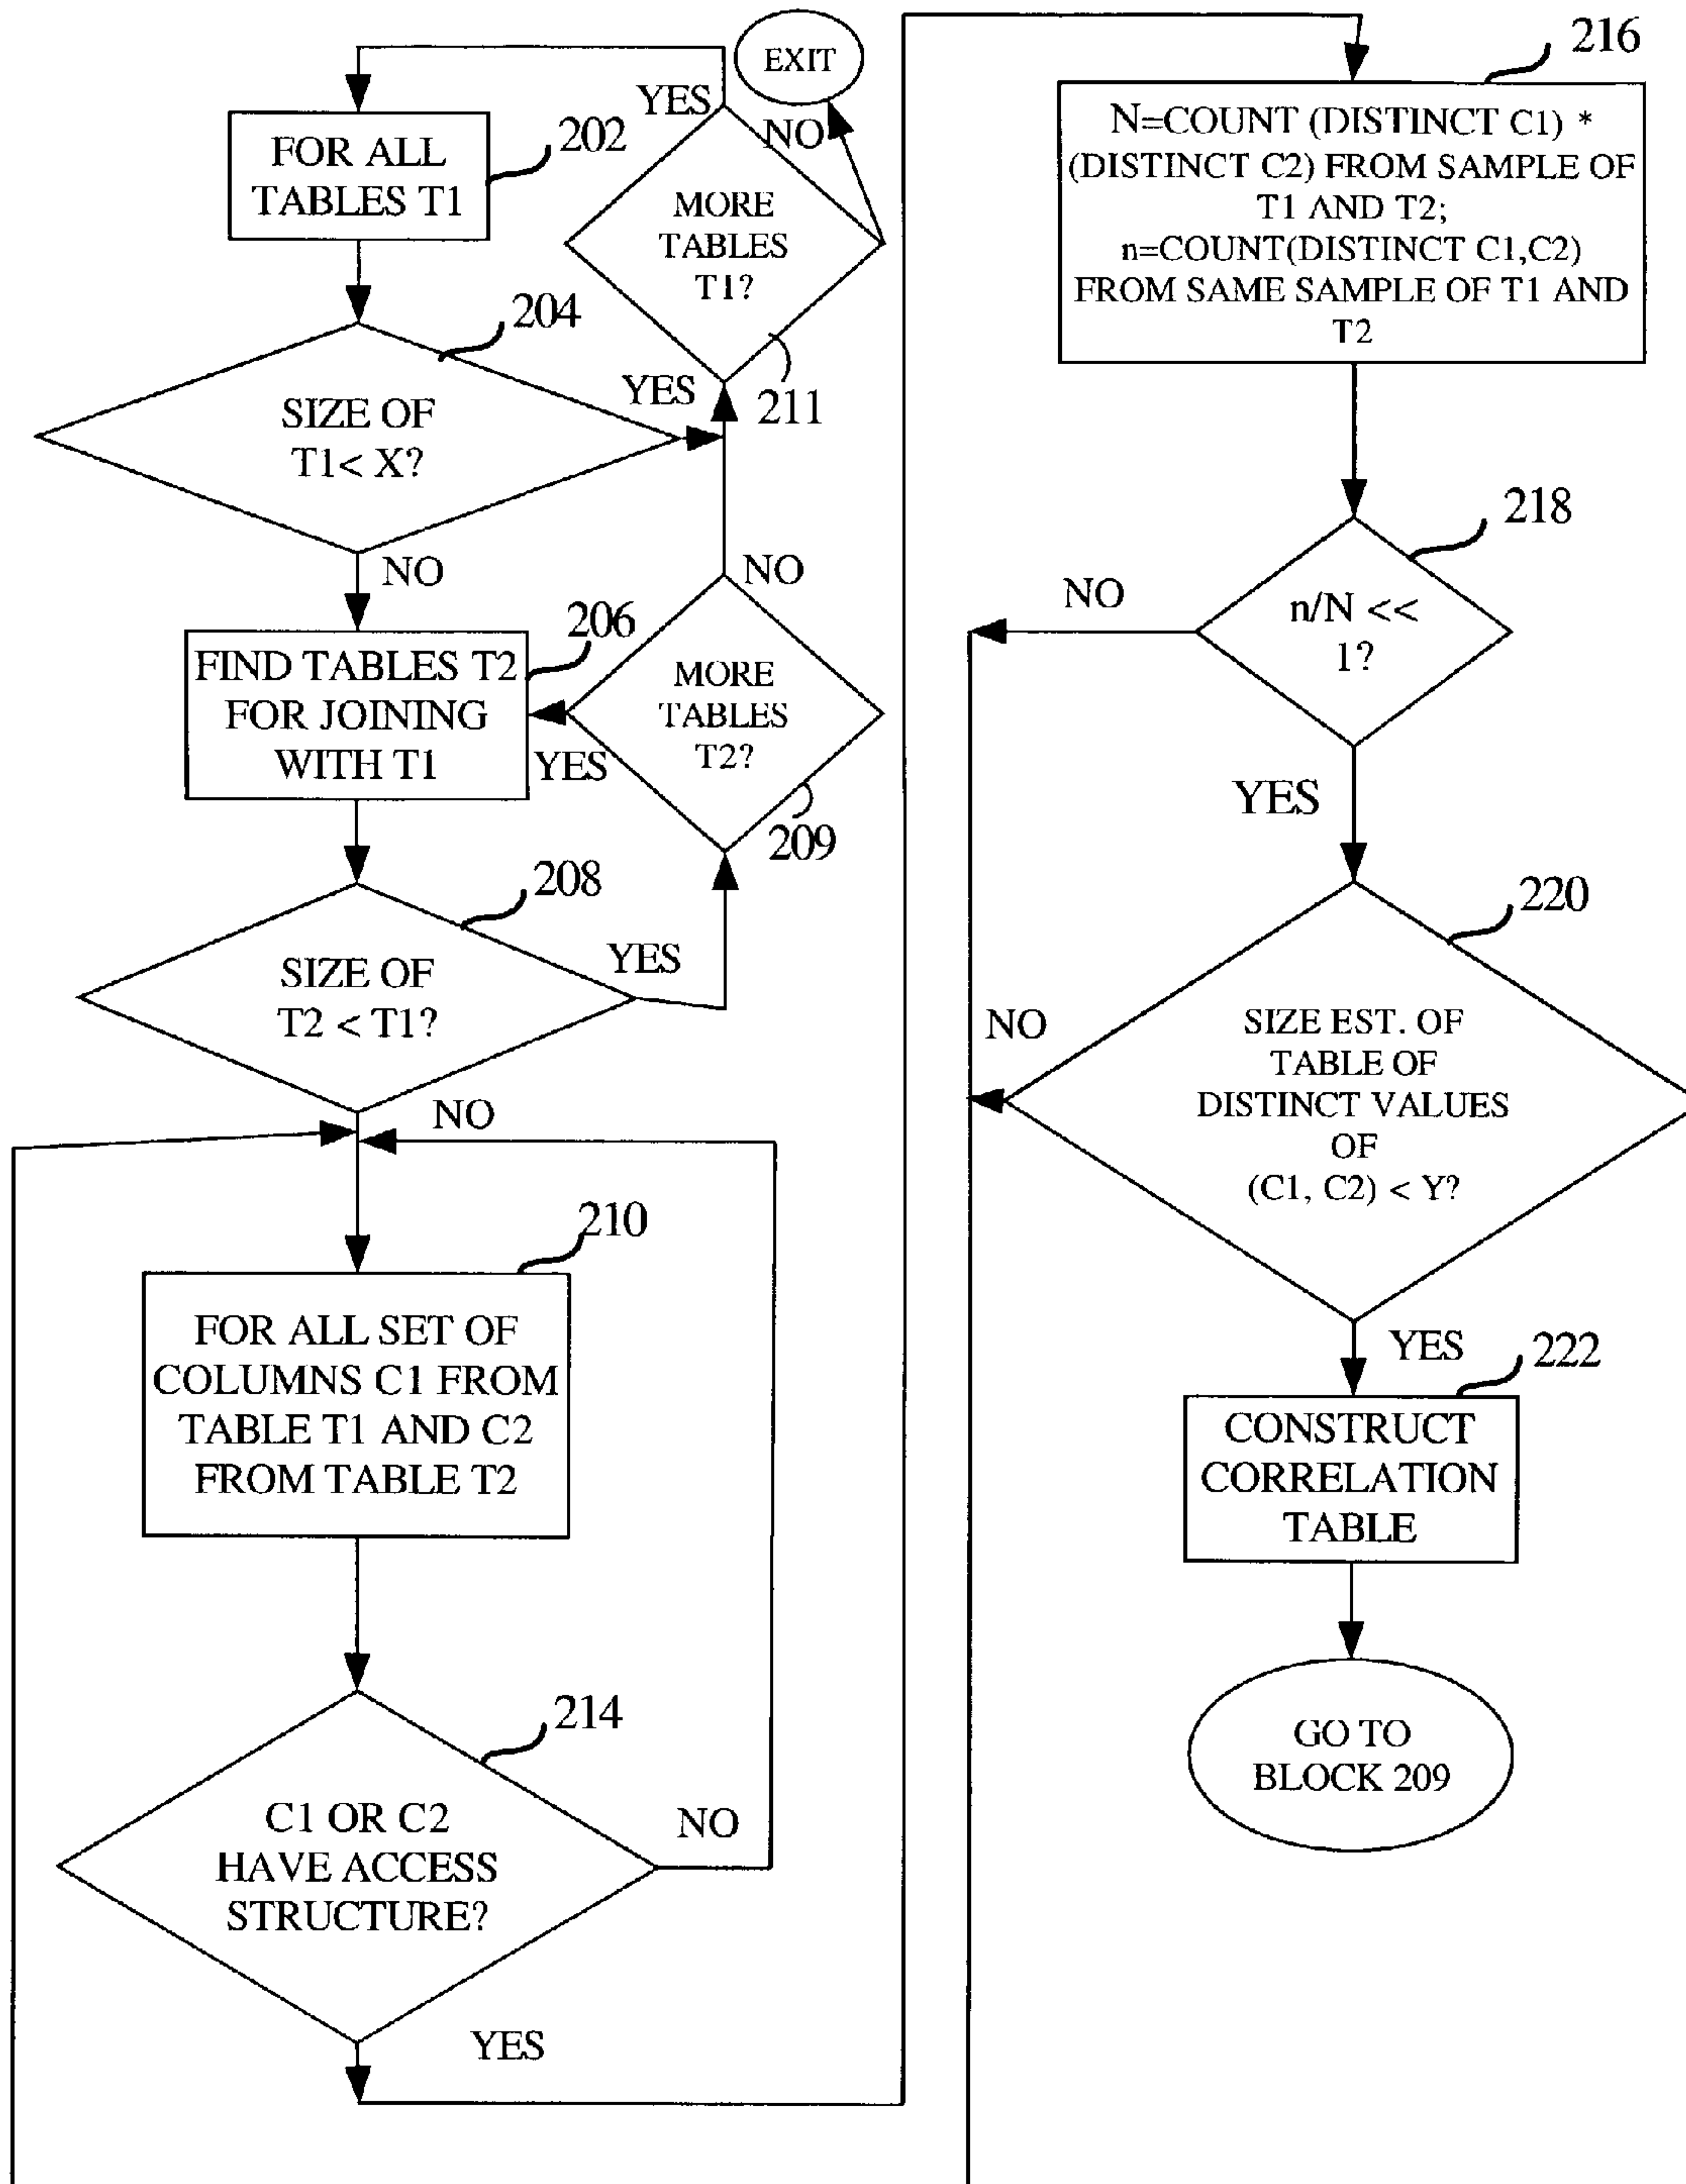 EXIT
YES
NO
FOR ALL
TABLES T1
202
MORE
TABLES
T1?
211
204
SIZE OF
T1< X?
YES
NO
206
FIND TABLES T2
FOR JOINING
WITH T1
NO
MORE
TABLES
T2?
YES
209
208
SIZE OF
T2 < T1?
YES
NO
210
FOR ALL SET OF
COLUMNS C1 FROM
TABLE T1 AND C2
FROM TABLE T2
214
C1 OR C2
HAVE ACCESS
STRUCTURE?
NO
YES
216
N=COUNT (DISTINCT C1) *
(DISTINCT C2) FROM SAMPLE OF
T1 AND T2;
n=COUNT(DISTINCT C1,C2)
FROM SAME SAMPLE OF T1 AND
T2
218
n/N <<
1?
NO
YES
220
SIZE EST. OF
TABLE OF
DISTINCT VALUES
OF
(C1, C2) < Y?
NO
YES
222
CONSTRUCT
CORRELATION
TABLE
GO TO
BLOCK 209